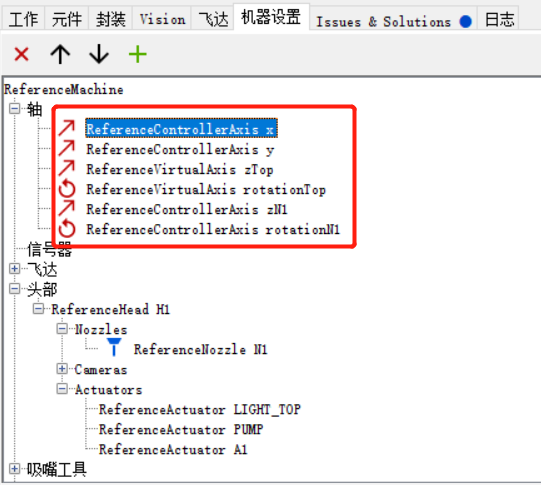 工作 元件 封装 Vision 飞达 机器设置 Issues & Solutions 日志
ReferenceMachine
轴
ReferenceControllerAxis x
ReferenceControllerAxis y
ReferenceVirtualAxis zTop
ReferenceVirtualAxis rotationTop
ReferenceControllerAxis zN1
ReferenceControllerAxis rotationN1
信号器
飞达
头部
ReferenceHead H1
Nozzles
ReferenceNozzle N1
Cameras
Actuators
ReferenceActuator LIGHT_TOP
ReferenceActuator PUMP
ReferenceActuator A1
吸嘴工具